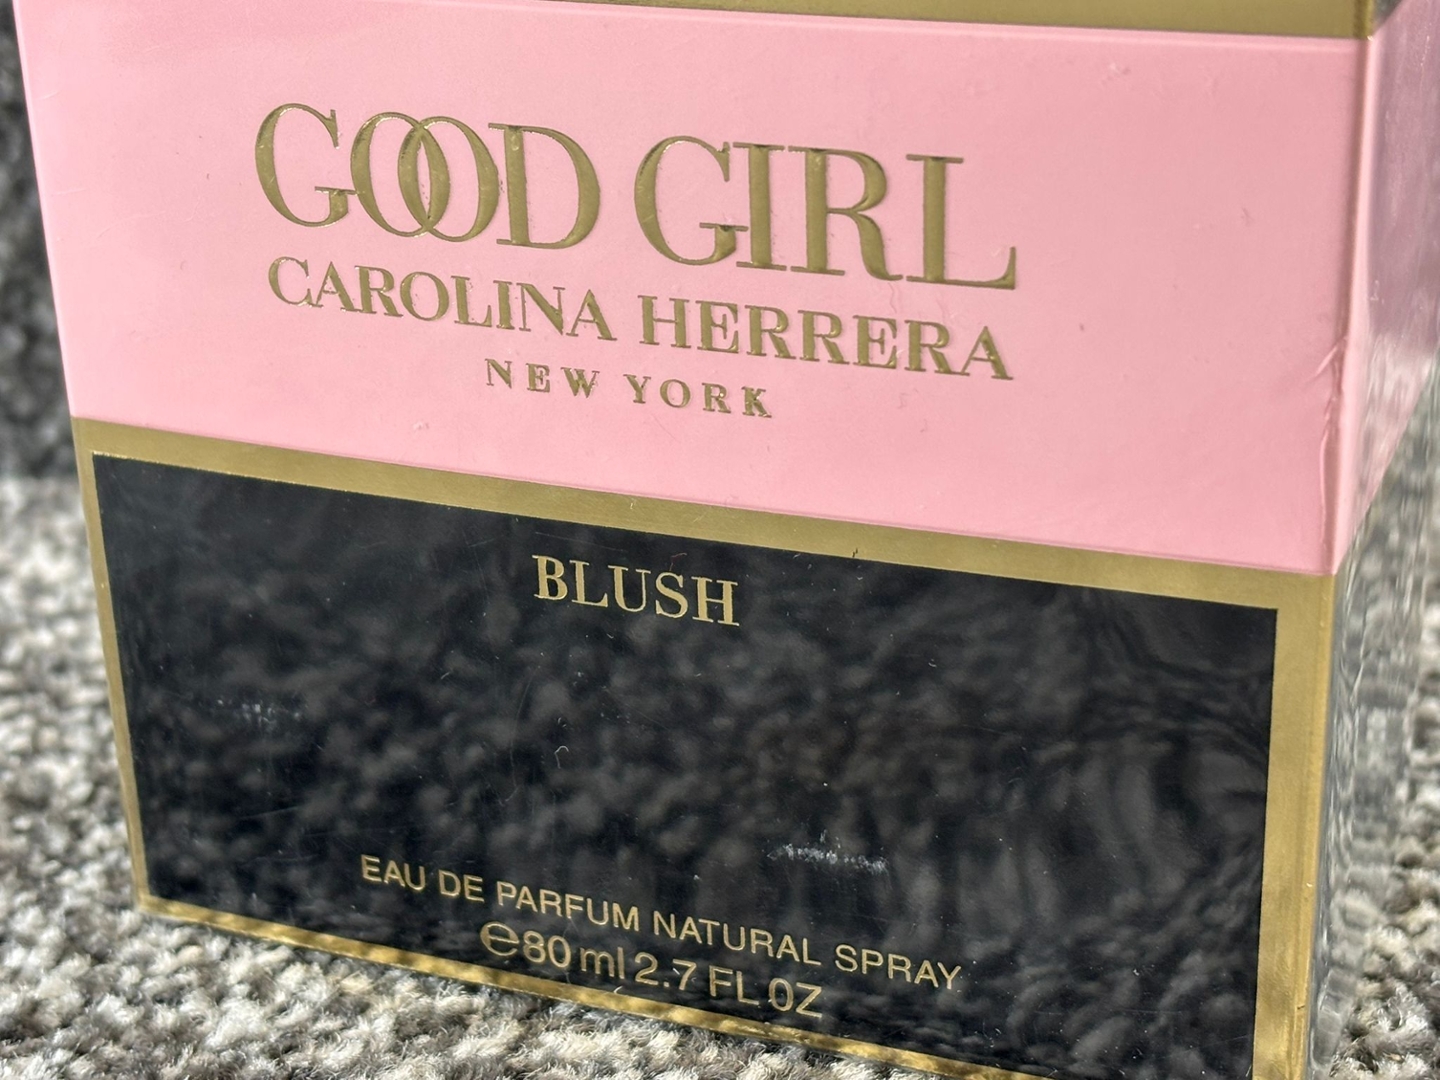 GOOD GIRL
CAROLINA HERRERA
NEW YORK
BLUSH
EAU DE PARFUM NATURAL SPRAY
℮80 ml 2.7 FL OZ